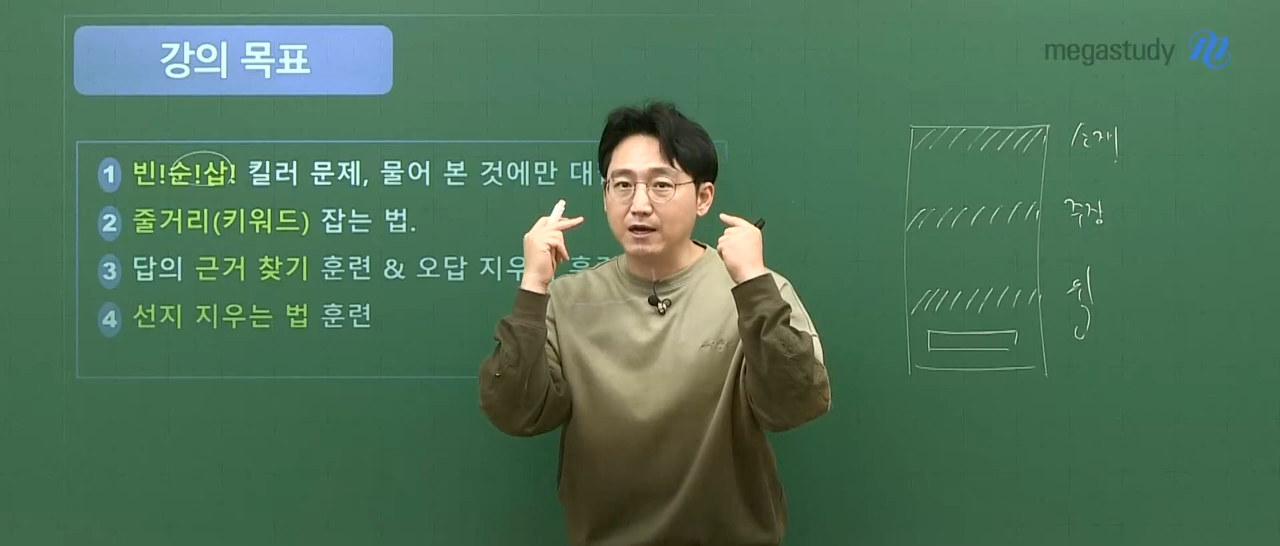 강의 목표
megastudy
1 빈!순!삽! 킬러 문제, 물어 본 것에만 대
2 줄거리(키워드) 잡는 법.
3 답의 근거 찾기 훈련 & 오답 지우 훈
4 선지 지우는 법 훈련
소재!
주장